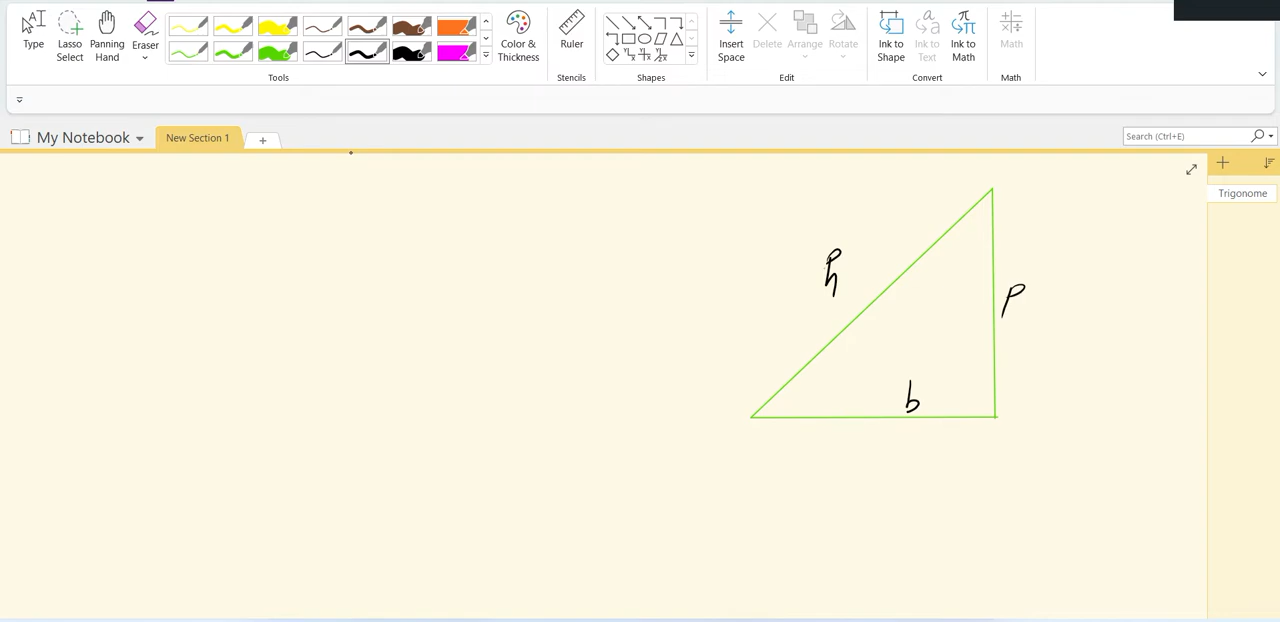 Type
Lasso Select
Panning Hand
Eraser
Color & Thickness
Ruler
Insert Space
Delete
Arrange
Rotate
Ink to Shape
Ink to Text
Ink to Math
Math
Tools
Stencils
Shapes
Edit
Convert
Math
My Notebook
New Section 1
Search (Ctrl+E)
Trigonome
h
P
b